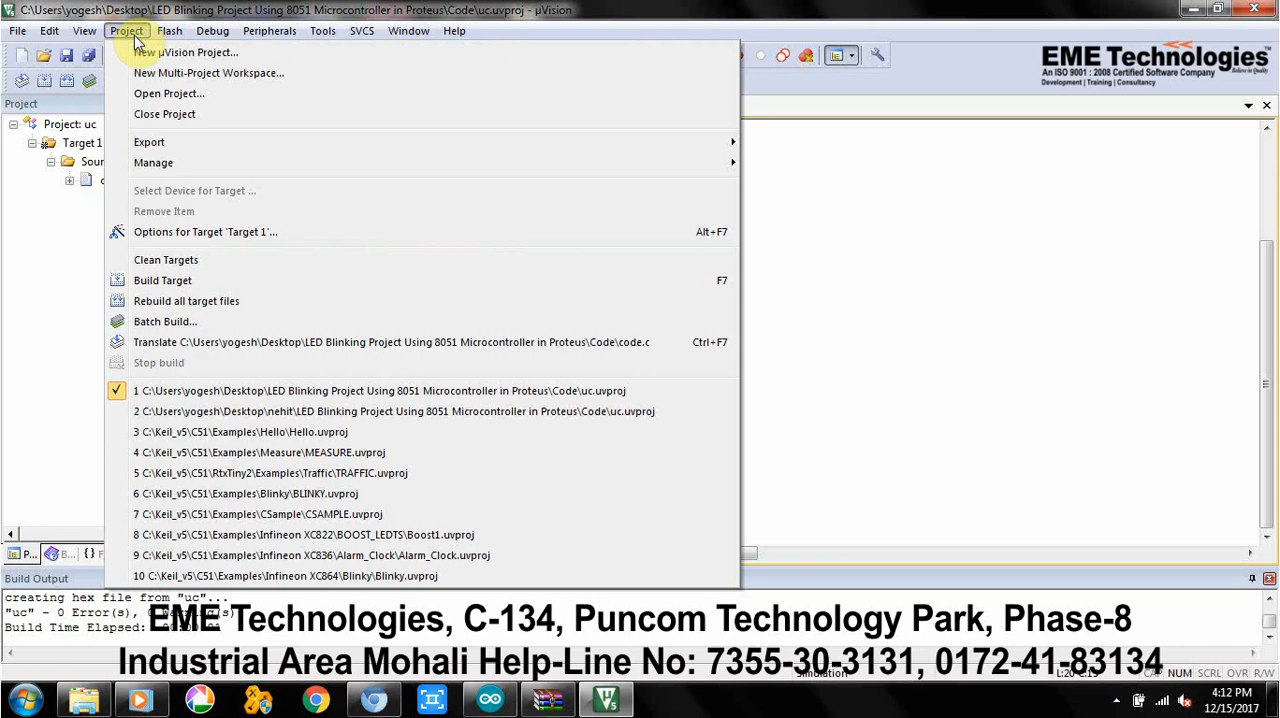 C:\Users\yogesh\Desktop\LED Blinking Project Using 8051 Microcontroller in Proteus\Code\uc.uvproj - µVision
File Edit View Project Flash Debug Peripherals Tools SVCS Window Help
New µVision Project...
New Multi-Project Workspace...
Open Project...
Close Project
Export
Manage
Select Device for Target ...
Remove Item
Options for Target 'Target 1'... Alt+F7
Clean Targets
Build Target F7
Rebuild all target files
Batch Build...
Translate C:\Users\yogesh\Desktop\LED Blinking Project Using 8051 Microcontroller in Proteus\Code\code.c Ctrl+F7
Stop build
1 C:\Users\yogesh\Desktop\LED Blinking Project Using 8051 Microcontroller in Proteus\Code\uc.uvproj
2 C:\Users\yogesh\Desktop\nehit\LED Blinking Project Using 8051 Microcontroller in Proteus\Code\uc.uvproj
3 C:\Keil_v5\C51\Examples\Hello\Hello.uvproj
4 C:\Keil_v5\C51\Examples\Measure\MEASURE.uvproj
5 C:\Keil_v5\C51\RtxTiny2\Examples\Traffic\TRAFFIC.uvproj
6 C:\Keil_v5\C51\Examples\Blinky\BLINKY.uvproj
7 C:\Keil_v5\C51\Examples\CSample\CSAMPLE.uvproj
8 C:\Keil_v5\C51\Examples\Infineon XC822\BOOST_LEDTS\Boost1.uvproj
9 C:\Keil_v5\C51\Examples\Infineon XC836\Alarm_Clock\Alarm_Clock.uvproj
10 C:\Keil_v5\C51\Examples\Infineon XC864\Blinky\Blinky.uvproj
EME Technologies
An ISO 9001 : 2008 Certified Software Company
Believe in Quality
Development | Training | Consultancy
Project
Project: uc
Target 1
Sour
P... B... {} F
Build Output
creating hex file from "uc"...
"uc" - 0 Error(s), 0
Build Time Elapsed:
EME Technologies, C-134, Puncom Technology Park, Phase-8
Industrial Area Mohali Help-Line No: 7355-30-3131, 0172-41-83134
Simulation
CAP NUM SCRL OVR R/W
4:12 PM
12/15/2017